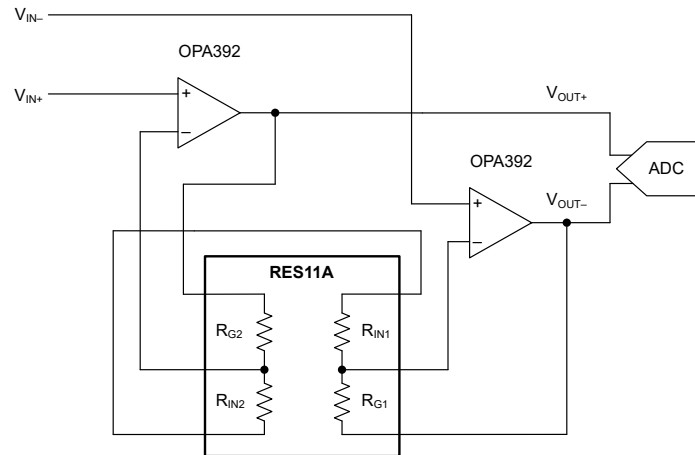 VIN–
OPA392
VIN+
+
–
VOUT+
OPA392
ADC
+
–
VOUT–
RES11A
RG2
RIN1
RIN2
RG1